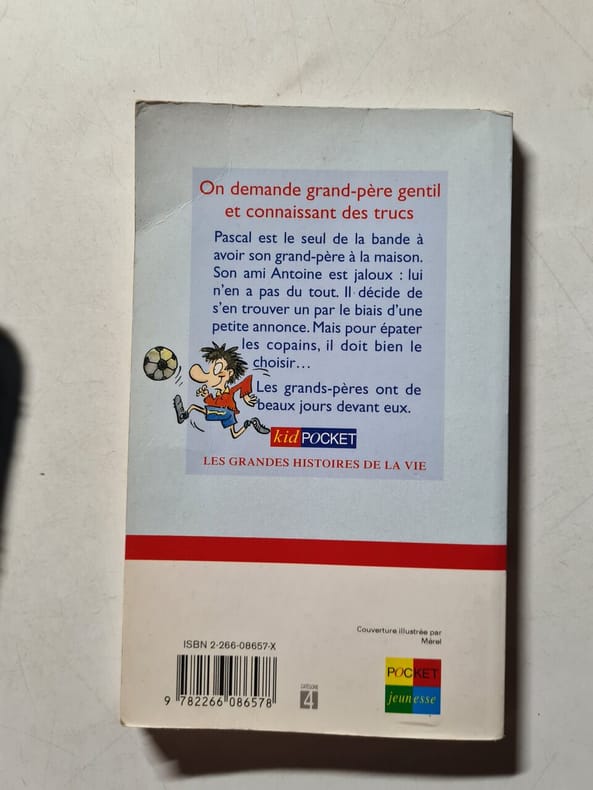 On demande grand-père gentil
et connaissant des trucs
Pascal est le seul de la bande à
avoir son grand-père à la maison.
Son ami Antoine est jaloux : lui
n'en a pas du tout. Il décide de
s'en trouver un par le biais d'une
petite annonce. Mais pour épater
les copains, il doit bien le
choisir…
Les grands-pères ont de
beaux jours devant eux.
kid POCKET
LES GRANDES HISTOIRES DE LA VIE
Couverture illustrée par
Mérel
ISBN 2-266-08657-X
9 782266 086578
CATÉGORIE
4
POCKET
jeunesse